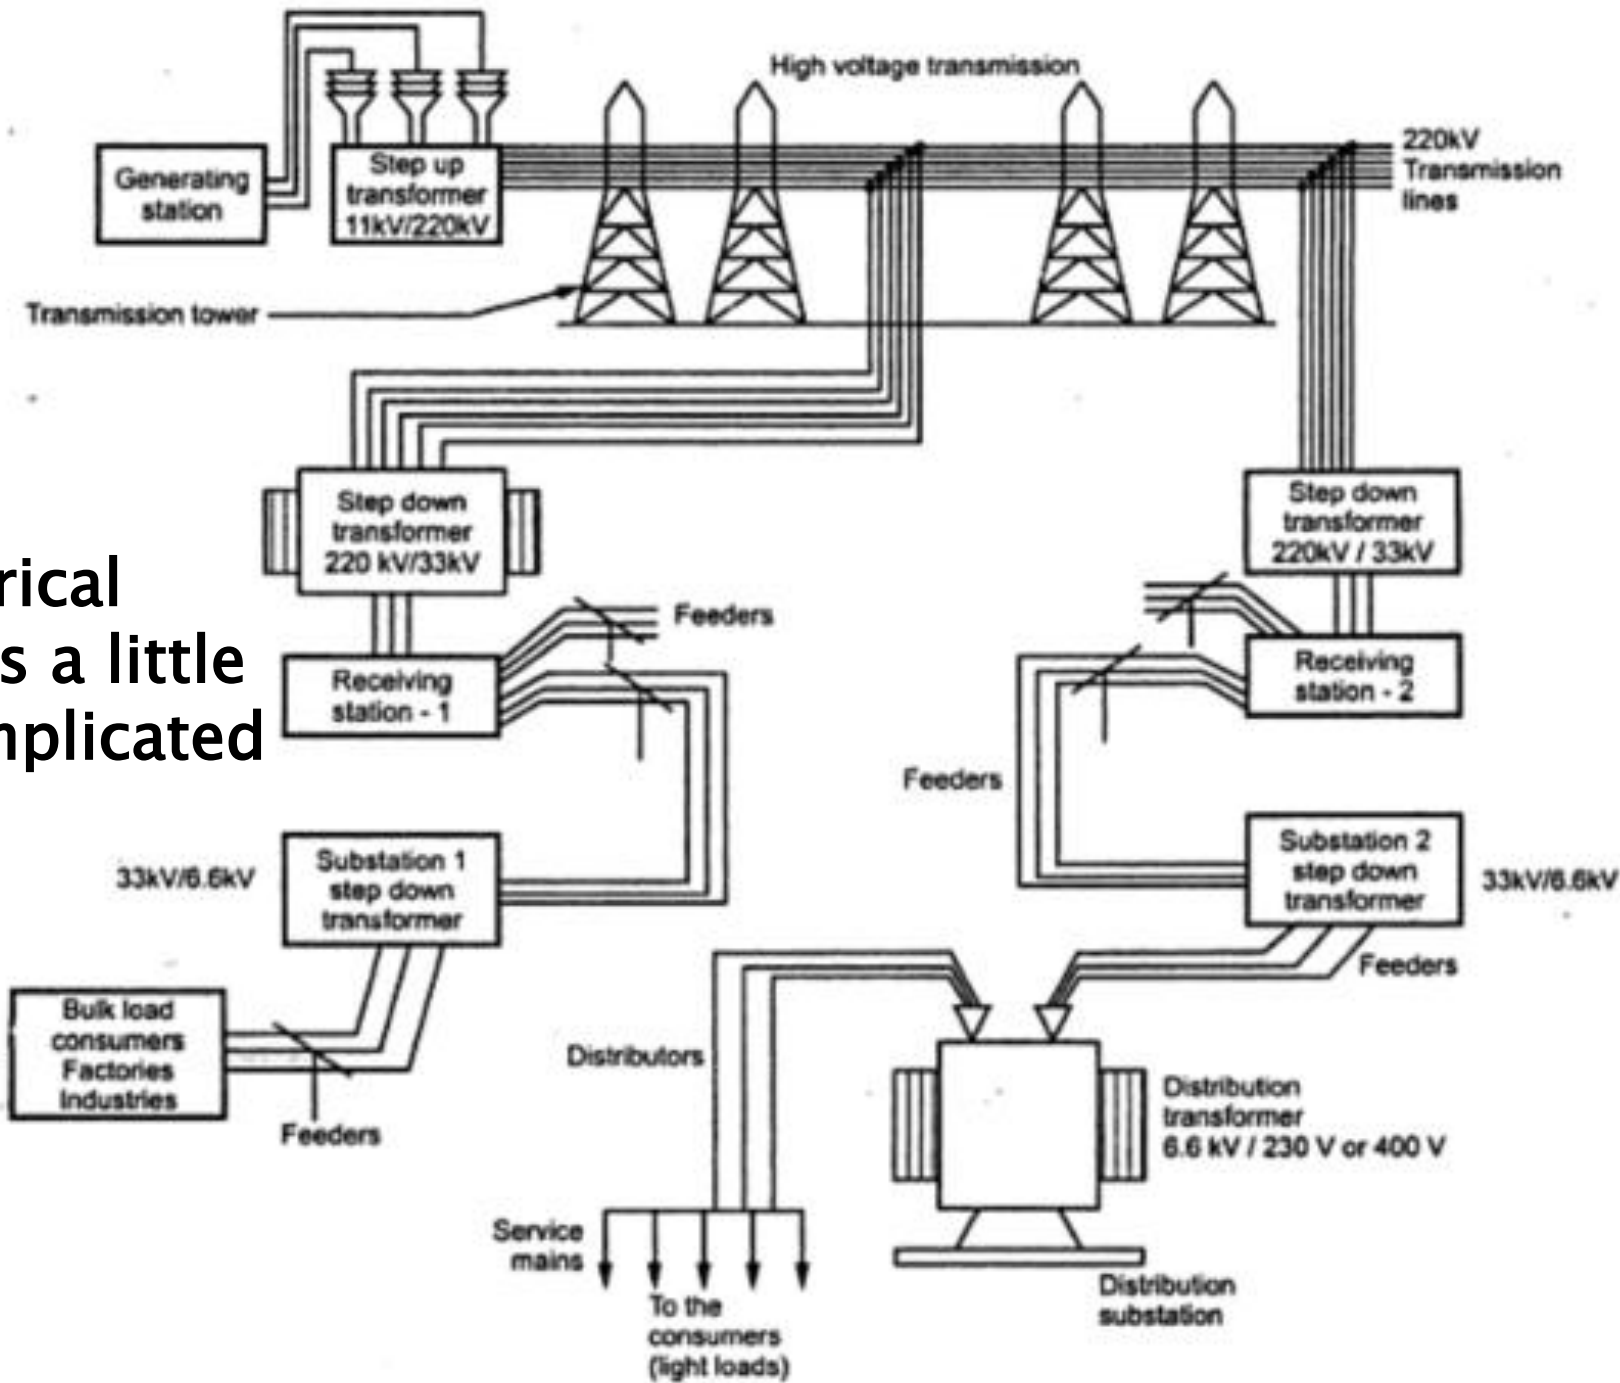 High voltage transmission
Generating
station
Step up
transformer
11kV/220kV
220kV
Transmission
lines
Transmission tower
Step down
transformer
220 kV/33kV
Step down
transformer
220kV / 33kV
rical
s a little
nplicated
Feeders
Receiving
station - 1
Receiving
station - 2
Feeders
33kV/6.6kV
Substation 1
step down
transformer
Substation 2
step down
transformer
33kV/6.6kV
Feeders
Bulk load
consumers
Factories
Industries
Feeders
Distributors
Distribution
transformer
6.6 kV / 230 V or 400 V
Service
mains
To the
consumers
(light loads)
Distribution
substation